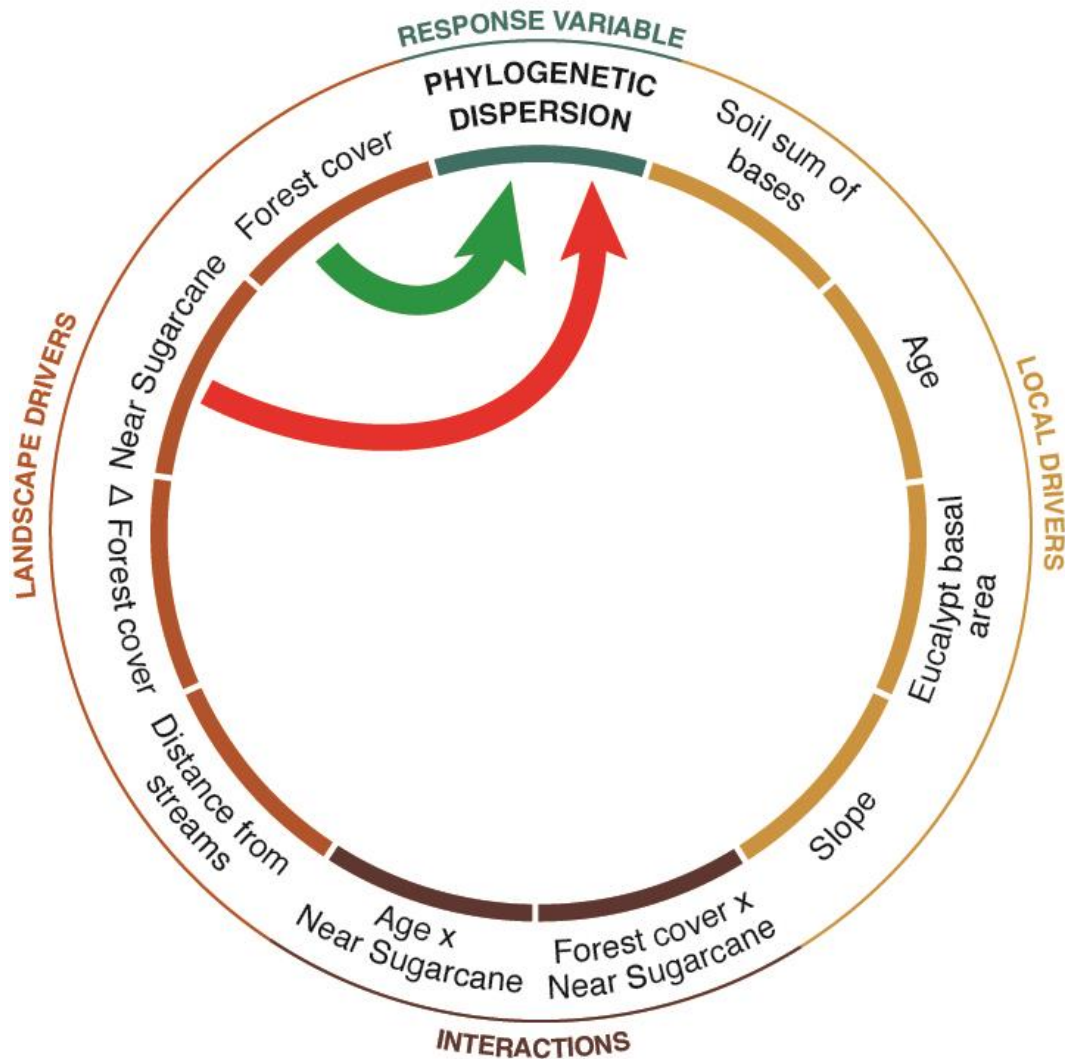 RESPONSE VARIABLE
PHYLOGENETIC
DISPERSION
Soil sum of
bases
Age
Eucalypt basal
area
Slope
LOCAL DRIVERS
Forest cover x
Near Sugarcane
Age x
Near Sugarcane
INTERACTIONS
Distance from
streams
Δ Forest cover
Near Sugarcane
Forest cover
LANDSCAPE DRIVERS